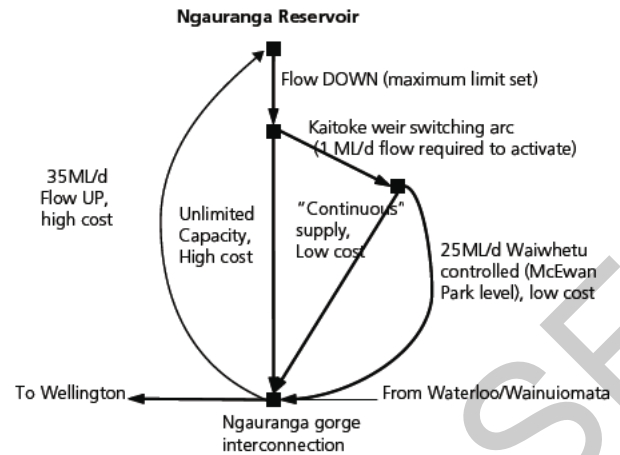 Ngauranga Reservoir
Flow DOWN (maximum limit set)
Kaitoke weir switching arc
(1 ML/d flow required to activate)
35ML/d
Flow UP,
high cost
Unlimited
Capacity,
High cost
"Continuous"
supply,
Low cost
25ML/d Waiwhetu
controlled (McEwan
Park level), low cost
To Wellington
From Waterloo/Wainuiomata
Ngauranga gorge
interconnection
SE